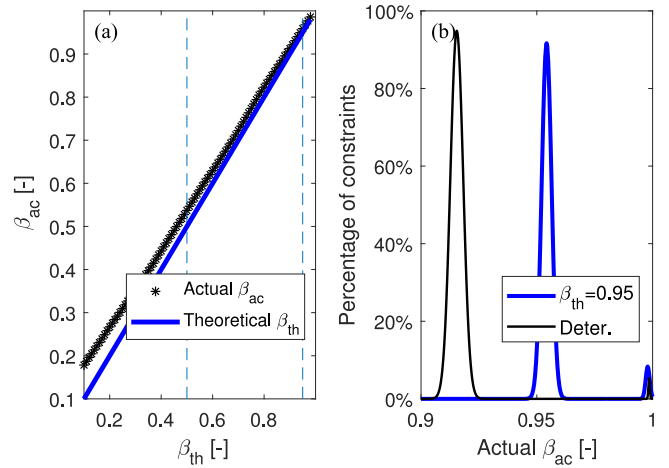 (a)
0.9
0.8
0.7
0.6
0.5
0.4
0.3
0.2
0.1
β_ac [-]
0.2 0.4 0.6 0.8
β_th [-]
Actual β_ac
Theoretical β_th
(b)
100%
80%
60%
40%
20%
0%
Percentage of constraints
0.9 0.95 1
Actual β_ac [-]
β_th=0.95
Deter.